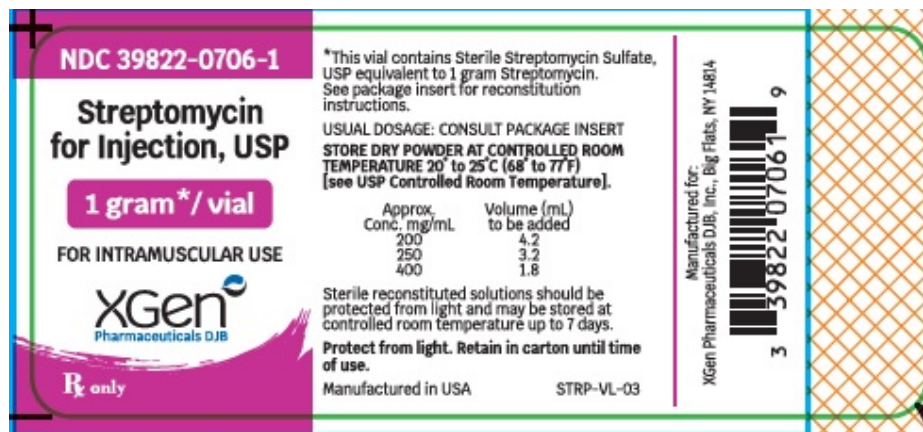 NDC 39822-0706-1
Streptomycin
for Injection, USP
1 gram*/ vial
FOR INTRAMUSCULAR USE
XGen
Pharmaceuticals DJB
Rx only
*This vial contains Sterile Streptomycin Sulfate,
USP equivalent to 1 gram Streptomycin.
See package insert for reconstitution
instructions.
USUAL DOSAGE: CONSULT PACKAGE INSERT
STORE DRY POWDER AT CONTROLLED ROOM
TEMPERATURE 20° to 25°C (68° to 77°F)
[see USP Controlled Room Temperature].
Approx. Volume (mL)
Conc. mg/mL to be added
200 4.2
250 3.2
400 1.8
Sterile reconstituted solutions should be
protected from light and may be stored at
controlled room temperature up to 7 days.
Protect from light. Retain in carton until time
of use.
Manufactured in USA STRP-VL-03
Manufactured for:
XGen Pharmaceuticals DJB, Inc., Big Flats, NY 14814
3 39822 07061 9